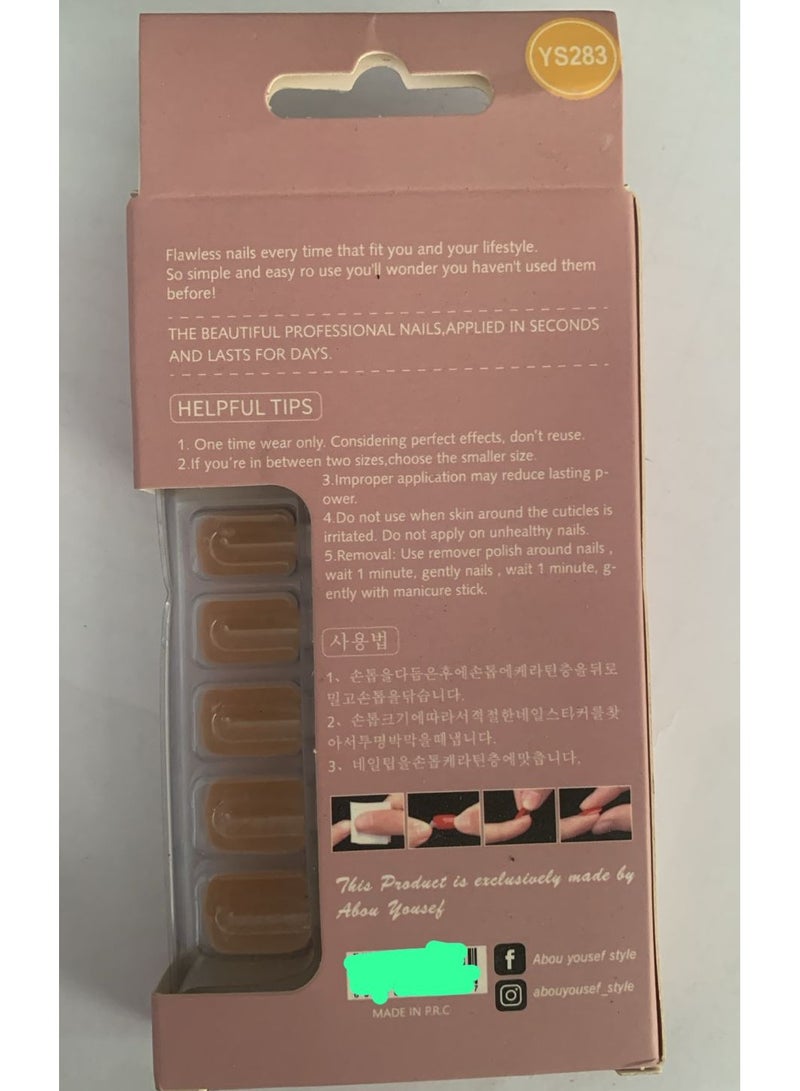 YS283
Flawless nails every time that fit you and your lifestyle.
So simple and easy ro use you'll wonder you haven't used them
before!
THE BEAUTIFUL PROFESSIONAL NAILS,APPLIED IN SECONDS
AND LASTS FOR DAYS.
HELPFUL TIPS
1. One time wear only. Considering perfect effects, don't reuse.
2.If you're in between two sizes,choose the smaller size.
3.Improper application may reduce lasting p-
ower.
4.Do not use when skin around the cuticles is
irritated. Do not apply on unhealthy nails.
5.Removal: Use remover polish around nails ,
wait 1 minute, gently nails , wait 1 minute, g-
ently with manicure stick.
사용법
1、손톱을다듬은후에손톱에케라틴층을뒤로
밀고손톱을닦습니다.
2、손톱크기에따라서적절한네일스티커를찾
아서투명박막을떼냅니다.
3、네일팁을손톱케라틴층에맞춥니다,
This Product is exclusively made by
Abou Yousef
Abou yousef style
abouyousef_style
MADE IN P.R.C